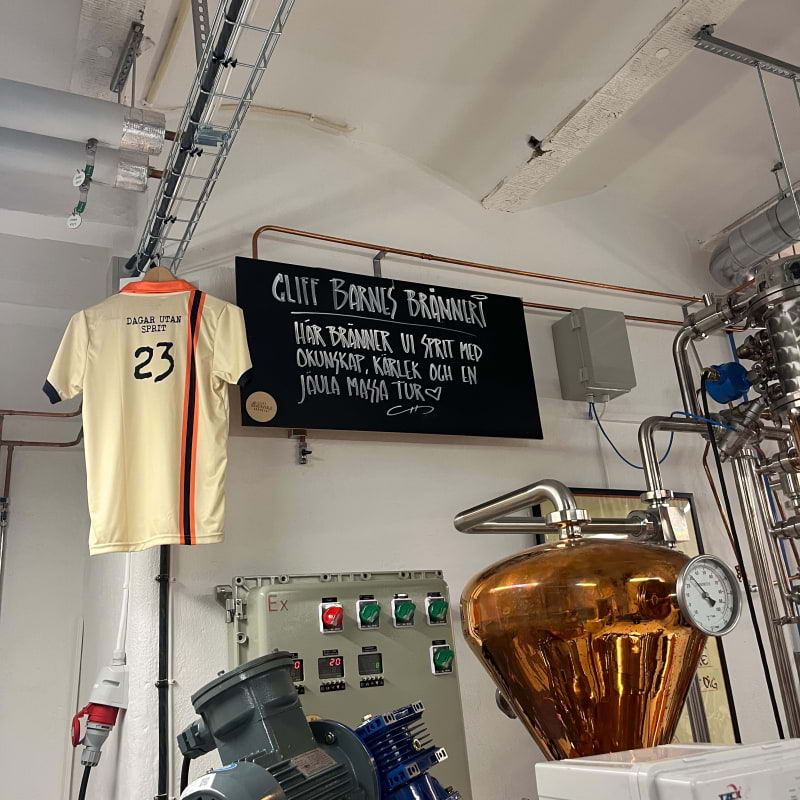 CLIFF BARNES BRÄNNERI
HÄR BRÄNNER VI SPRIT MED
OKUNSKAP, KÄRLEK OCH EN
JÄVLA MASSA TUR♡
DAGAR UTAN
SPRIT
23
Ex
20